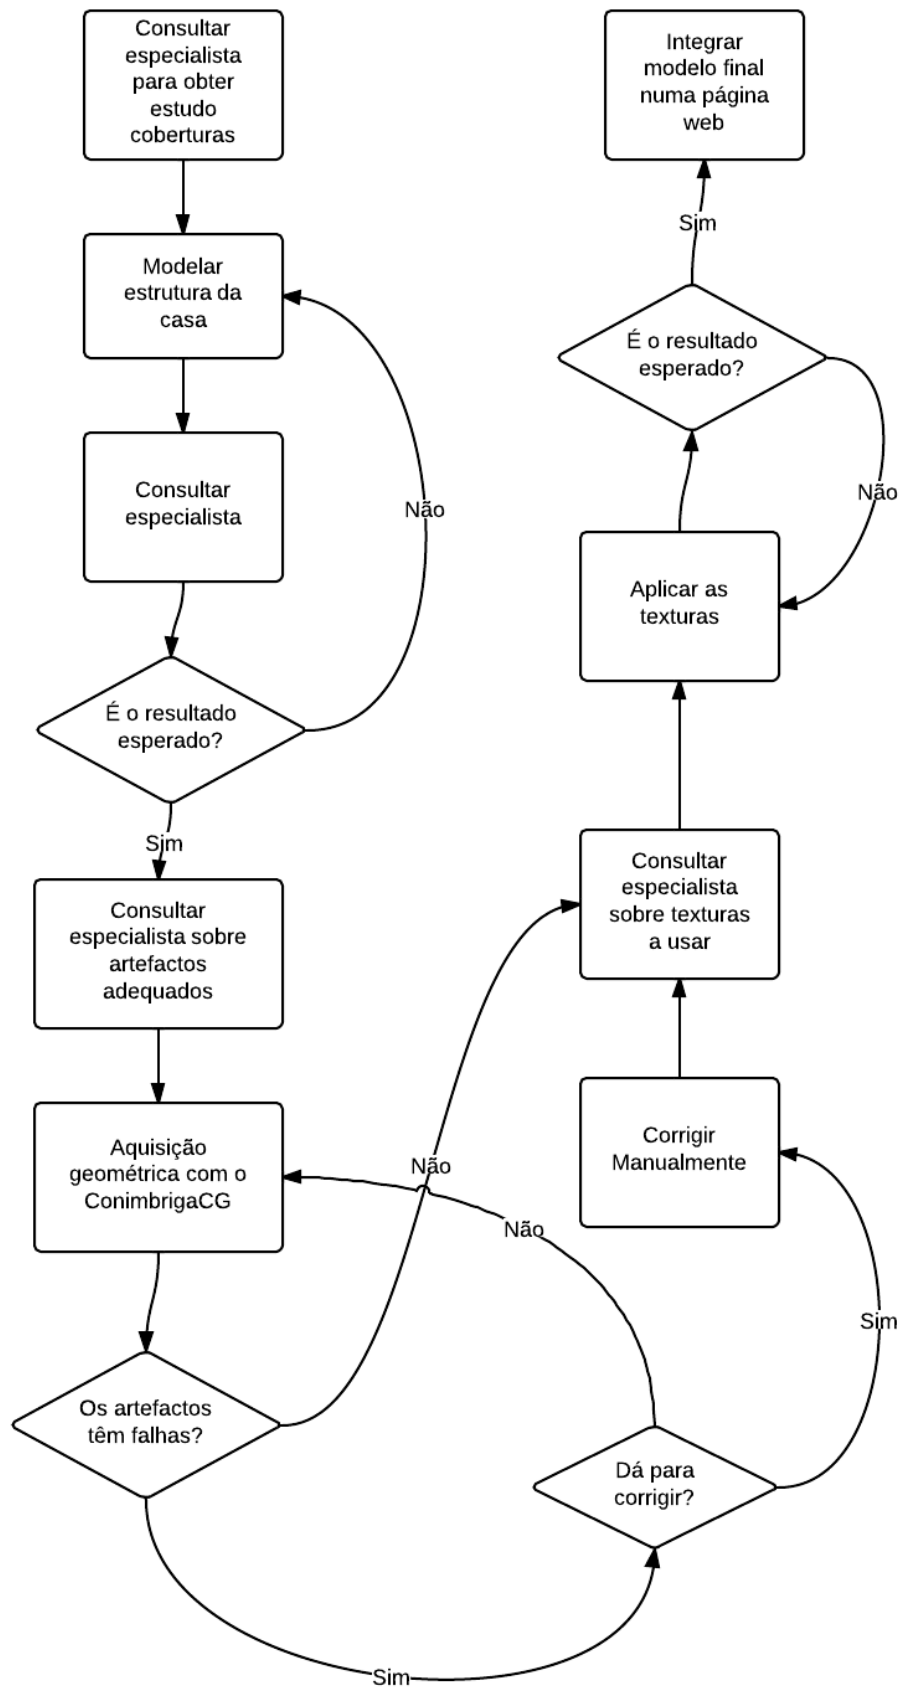 Consultar
especialista
para obter
estudo
coberturas
Modelar
estrutura da
casa
Consultar
especialista
Não
É o resultado
esperado?
Sim
Consultar
especialista sobre
artefactos
adequados
Aquisição
geométrica com o
ConimbrigaCG
Os artefactos
têm falhas?
Não
Sim
Dá para
corrigir?
Não
Sim
Corrigir
Manualmente
Consultar
especialista
sobre texturas
a usar
Aplicar as
texturas
É o resultado
esperado?
Não
Sim
Integrar
modelo final
numa página
web